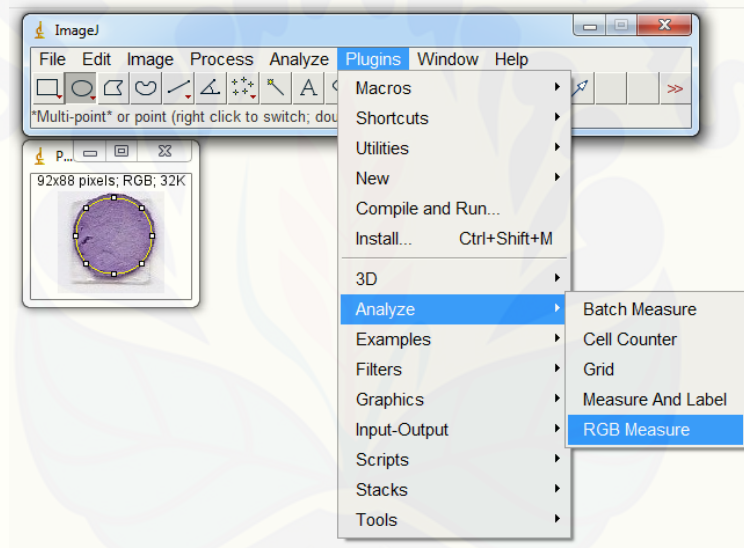 ImageJ
File Edit Image Process Analyze Plugins Window Help
A >>
*Multi-point* or point (right click to switch; dou
P...
92x88 pixels; RGB; 32K
Macros
Shortcuts
Utilities
New
Compile and Run...
Install... Ctrl+Shift+M
3D
Analyze
Examples
Filters
Graphics
Input-Output
Scripts
Stacks
Tools
Batch Measure
Cell Counter
Grid
Measure And Label
RGB Measure